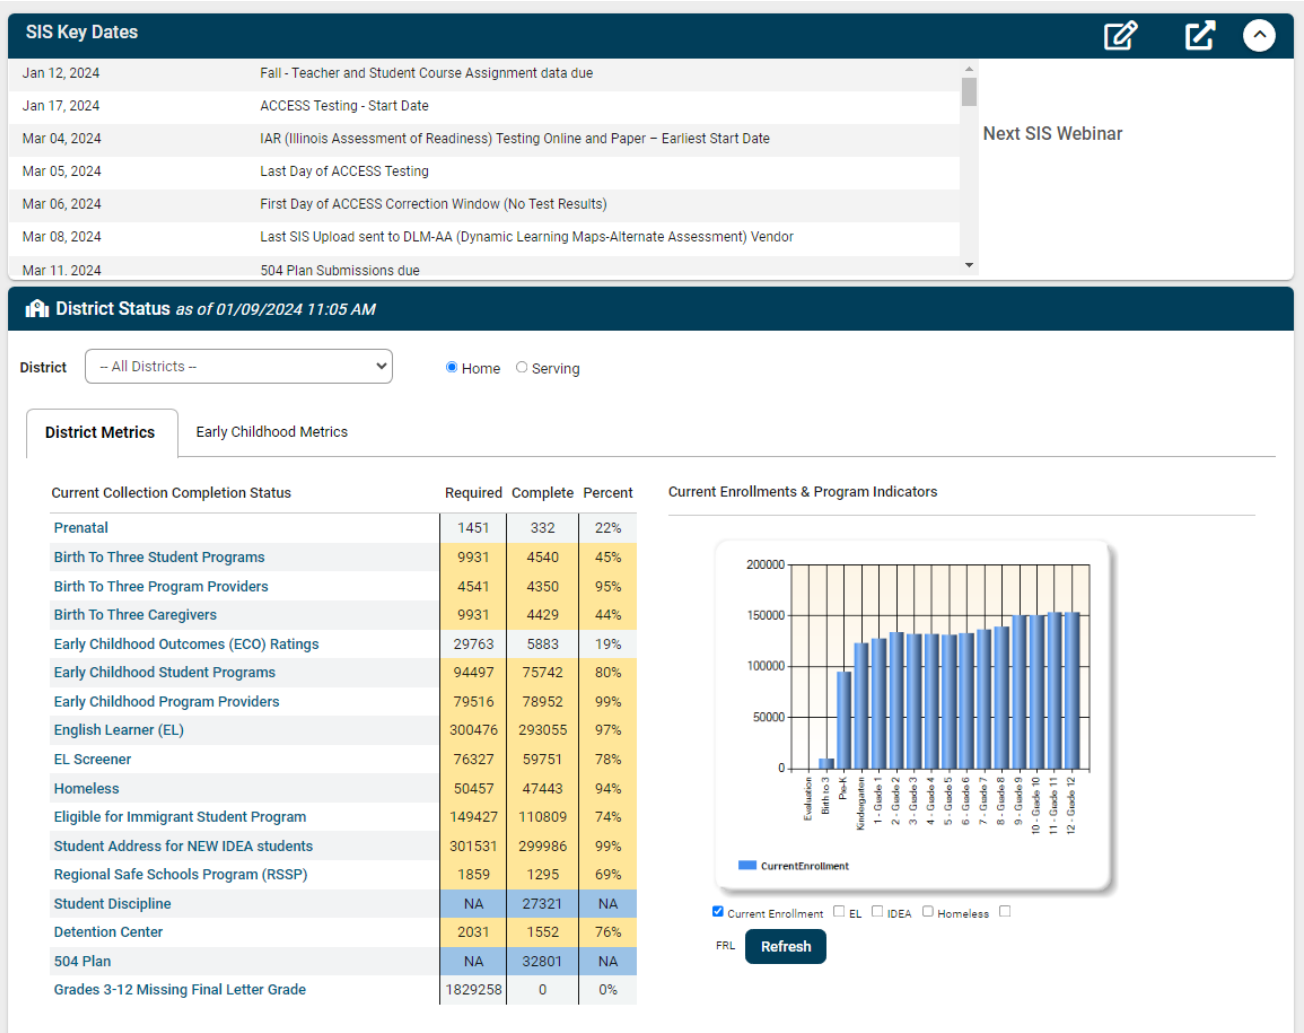 SIS Key Dates
Jan 12, 2024 Fall - Teacher and Student Course Assignment data due
Jan 17, 2024 ACCESS Testing - Start Date
Mar 04, 2024 IAR (Illinois Assessment of Readiness) Testing Online and Paper – Earliest Start Date
Mar 05, 2024 Last Day of ACCESS Testing
Mar 06, 2024 First Day of ACCESS Correction Window (No Test Results)
Mar 08, 2024 Last SIS Upload sent to DLM-AA (Dynamic Learning Maps-Alternate Assessment) Vendor
Mar 11, 2024 504 Plan Submissions due
Next SIS Webinar
District Status as of 01/09/2024 11:05 AM
District -- All Districts -- Home Serving
District Metrics Early Childhood Metrics
Current Collection Completion Status Required Complete Percent
Prenatal 1451 332 22%
Birth To Three Student Programs 9931 4540 45%
Birth To Three Program Providers 4541 4350 95%
Birth To Three Caregivers 9931 4429 44%
Early Childhood Outcomes (ECO) Ratings 29763 5883 19%
Early Childhood Student Programs 94497 75742 80%
Early Childhood Program Providers 79516 78952 99%
English Learner (EL) 300476 293055 97%
EL Screener 76327 59751 78%
Homeless 50457 47443 94%
Eligible for Immigrant Student Program 149427 110809 74%
Student Address for NEW IDEA students 301531 299986 99%
Regional Safe Schools Program (RSSP) 1859 1295 69%
Student Discipline NA 27321 NA
Detention Center 2031 1552 76%
504 Plan NA 32801 NA
Grades 3-12 Missing Final Letter Grade 1829258 0 0%
Current Enrollments & Program Indicators
200000
150000
100000
50000
0
Evaluation
Birth to 3
Pre-K
Kindergarten
1 - Grade 1
2 - Grade 2
3 - Grade 3
4 - Grade 4
5 - Grade 5
6 - Grade 6
7 - Grade 7
8 - Grade 8
9 - Grade 9
10 - Grade 10
11 - Grade 11
12 - Grade 12
CurrentEnrollment
Current Enrollment EL IDEA Homeless
FRL Refresh